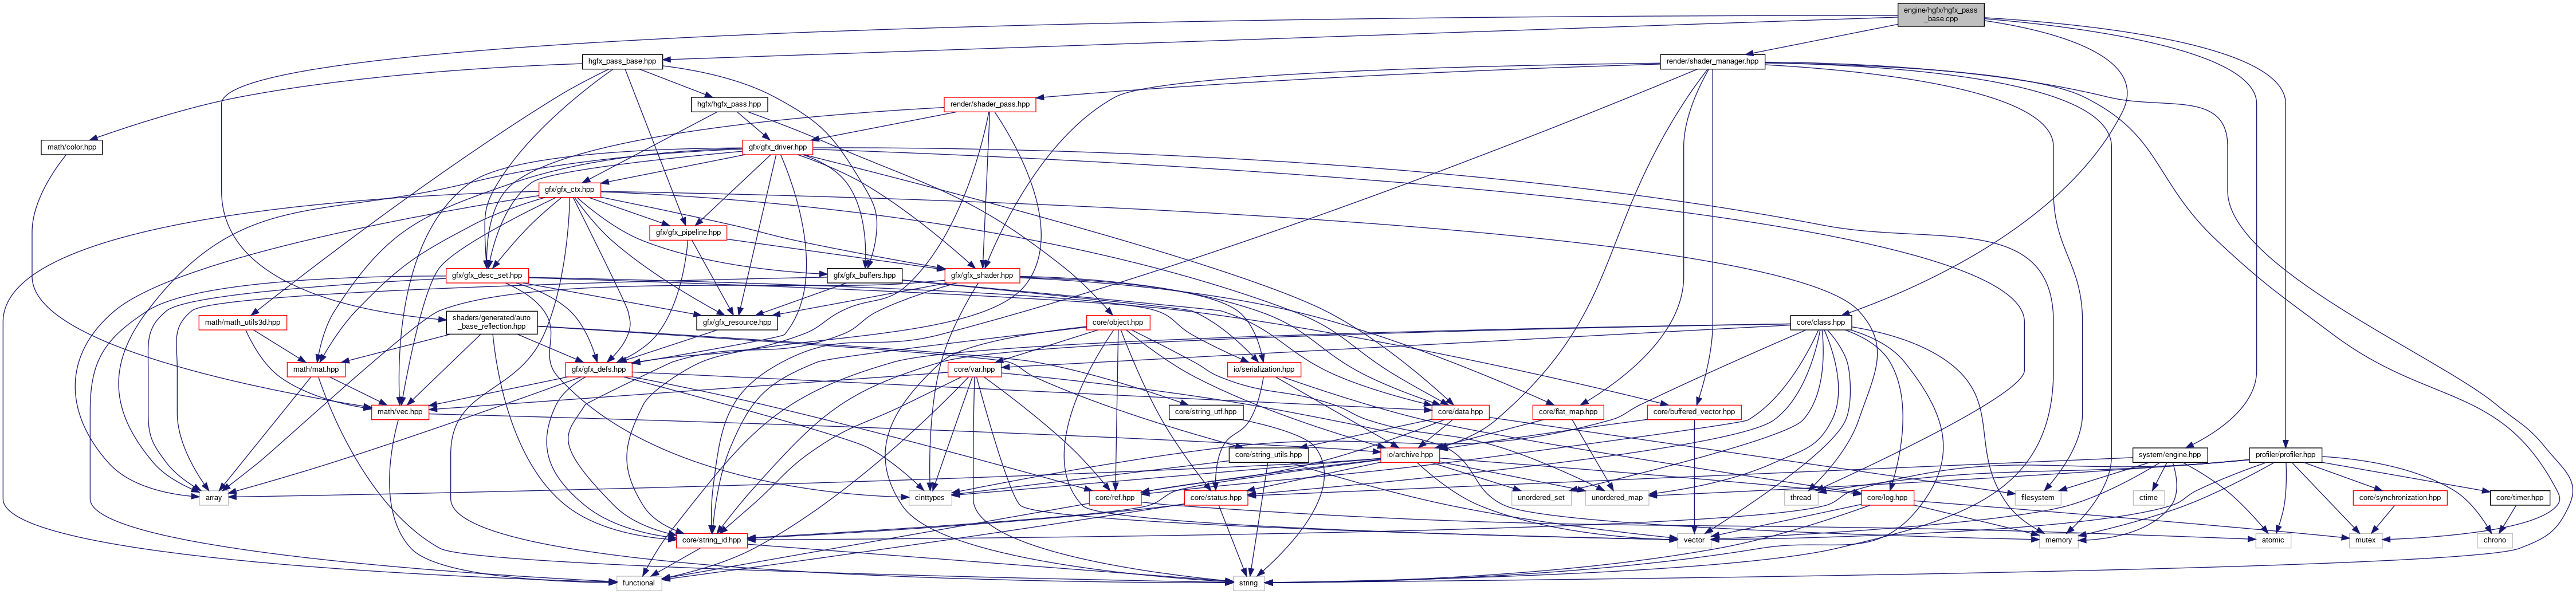 engine/hgfx/hgfx_pass
_base.cpp
hgfx_pass_base.hpp
render/shader_manager.hpp
hgfx/hgfx_pass.hpp
render/shader_pass.hpp
math/color.hpp
gfx/gfx_driver.hpp
gfx/gfx_ctx.hpp
gfx/gfx_pipeline.hpp
gfx/gfx_desc_set.hpp
gfx/gfx_buffers.hpp
gfx/gfx_shader.hpp
math/math_utils3d.hpp
shaders/generated/auto
_base_reflection.hpp
gfx/gfx_resource.hpp
core/object.hpp
core/class.hpp
math/mat.hpp
gfx/gfx_defs.hpp
core/var.hpp
io/serialization.hpp
math/vec.hpp
core/string_utf.hpp
core/data.hpp
core/flat_map.hpp
core/buffered_vector.hpp
core/string_utils.hpp
io/archive.hpp
system/engine.hpp
profiler/profiler.hpp
array
cinttypes
core/ref.hpp
core/status.hpp
unordered_set
unordered_map
thread
core/log.hpp
filesystem
ctime
core/synchronization.hpp
core/timer.hpp
core/string_id.hpp
vector
memory
atomic
mutex
chrono
functional
string